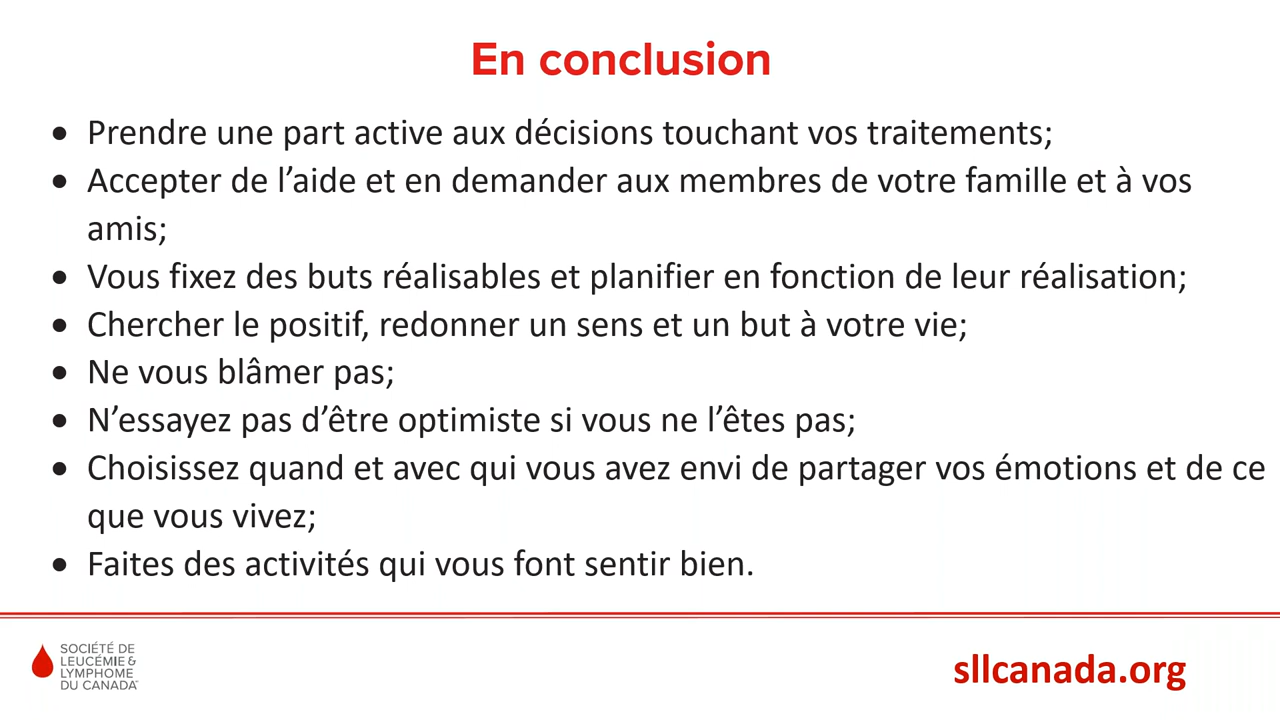 En conclusion
• Prendre une part active aux décisions touchant vos traitements;
• Accepter de l’aide et en demander aux membres de votre famille et à vos
amis;
• Vous fixez des buts réalisables et planifier en fonction de leur réalisation;
• Chercher le positif, redonner un sens et un but à votre vie;
• Ne vous blâmer pas;
• N’essayez pas d’être optimiste si vous ne l’êtes pas;
• Choisissez quand et avec qui vous avez envi de partager vos émotions et de ce
que vous vivez;
• Faites des activités qui vous font sentir bien.
SOCIÉTÉ DE
LEUCÉMIE &
LYMPHOME
DU CANADA
sllcanada.org